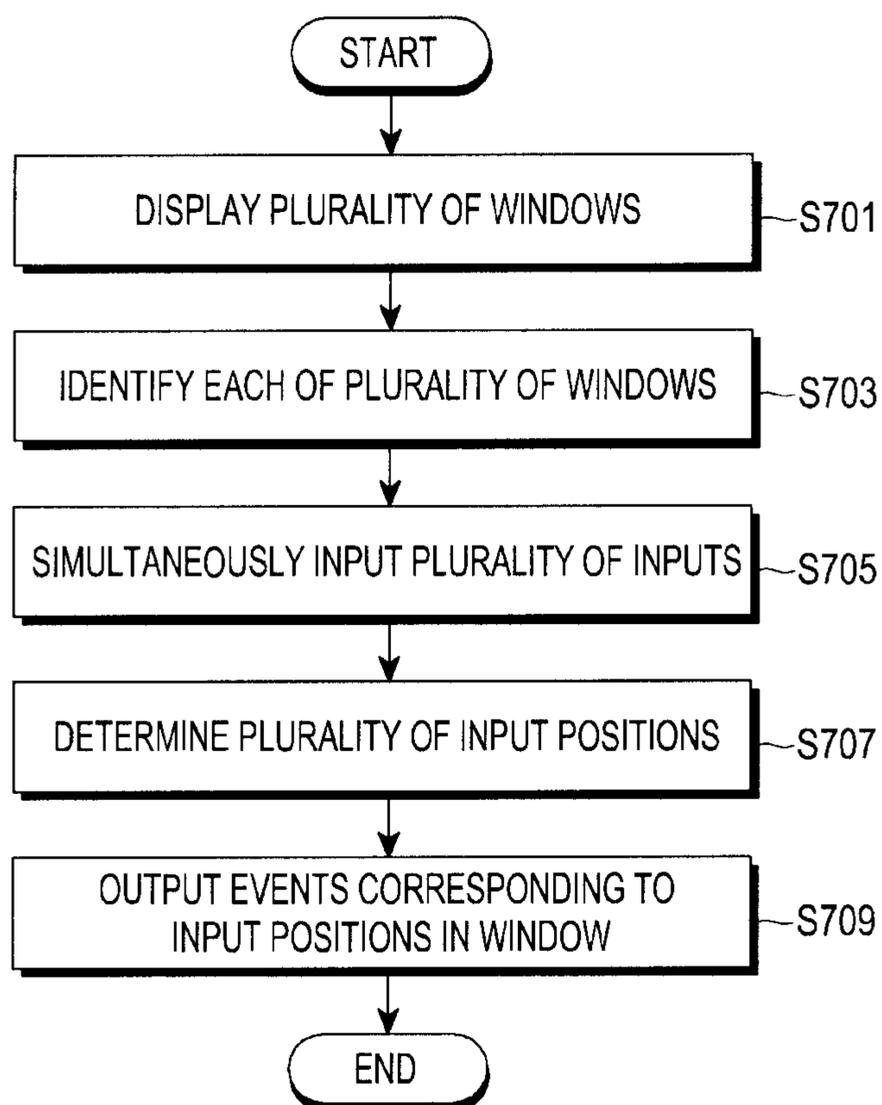 START
DISPLAY PLURALITY OF WINDOWS
S701
IDENTIFY EACH OF PLURALITY OF WINDOWS
S703
SIMULTANEOUSLY INPUT PLURALITY OF INPUTS
S705
DETERMINE PLURALITY OF INPUT POSITIONS
S707
OUTPUT EVENTS CORRESPONDING TO
INPUT POSITIONS IN WINDOW
S709
END